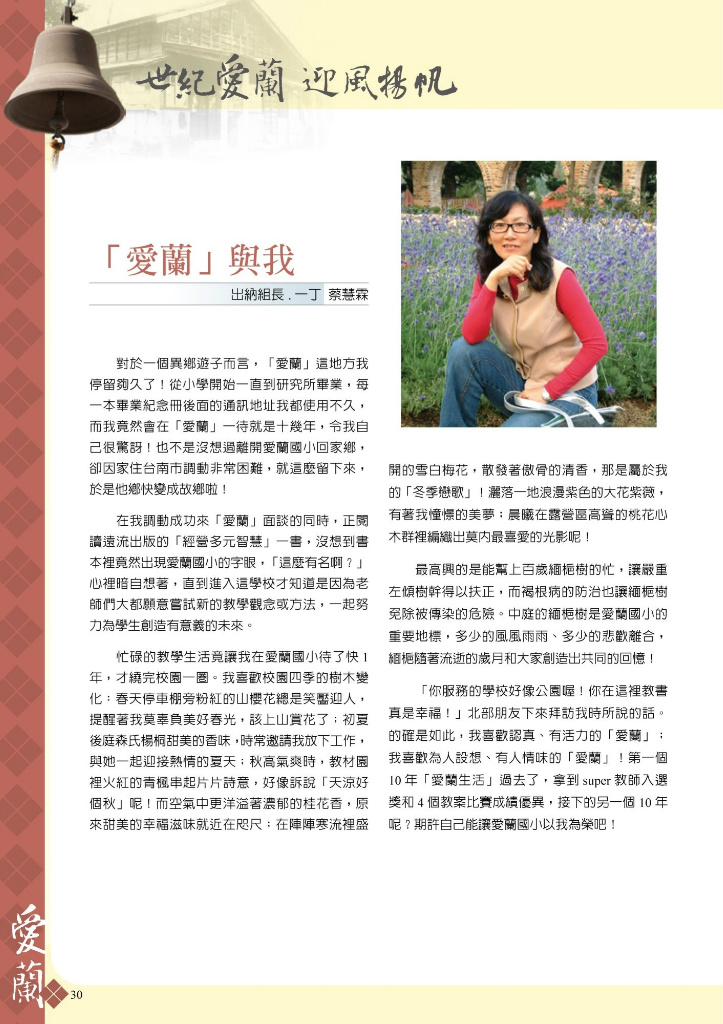 世紀愛蘭 迎風揚帆
「愛蘭」與我
出納組長．一丁 蔡慧霖
對於一個異鄉遊子而言，「愛蘭」這地方我
停留夠久了！從小學開始一直到研究所畢業，每
一本畢業紀念冊後面的通訊地址我都使用不久，
而我竟然會在「愛蘭」一待就是十幾年，令我自
己很驚訝！也不是沒想過離開愛蘭國小回家鄉，
卻因家住台南市調動非常困難，就這麼留下來，
於是他鄉快變成故鄉啦！
在我調動成功來「愛蘭」面談的同時，正閱
讀遠流出版的「經營多元智慧」一書，沒想到書
本裡竟然出現愛蘭國小的字眼，「這麼有名啊？」
心裡暗自想著，直到進入這學校才知道是因為老
師們大都願意嘗試新的教學觀念或方法，一起努
力為學生創造有意義的未來。
忙碌的教學生活竟讓我在愛蘭國小待了快 1
年，才繞完校園一圈。我喜歡校園四季的樹木變
化：春天停車棚旁粉紅的山櫻花總是笑靨迎人，
提醒著我莫辜負美好春光，該上山賞花了；初夏
後庭森氏楊桐甜美的香味，時常邀請我放下工作，
與她一起迎接熱情的夏天；秋高氣爽時，教材園
裡火紅的青楓串起片片詩意，好像訴說「天涼好
個秋」呢！而空氣中更洋溢著濃郁的桂花香，原
來甜美的幸福滋味就近在咫尺；在陣陣寒流裡盛
開的雪白梅花，散發著傲骨的清香，那是屬於我
的「冬季戀歌」！灑落一地浪漫紫色的大花紫薇，
有著我憧憬的美夢；晨曦在露營區高聳的桃花心
木群裡編織出莫內最喜愛的光影呢！
最高興的是能幫上百歲緬梔樹的忙，讓嚴重
左傾樹幹得以扶正，而褐根病的防治也讓緬梔樹
免除被傳染的危險。中庭的緬梔樹是愛蘭國小的
重要地標，多少的風風雨雨、多少的悲歡離合，
緬梔隨著流逝的歲月和大家創造出共同的回憶！
「你服務的學校好像公園喔！你在這裡教書
真是幸福！」北部朋友下來拜訪我時所說的話。
的確是如此，我喜歡認真、有活力的「愛蘭」；
我喜歡為人設想、有人情味的「愛蘭」！第一個
10 年「愛蘭生活」過去了，拿到 super 教師入選
獎和 4 個教案比賽成績優異，接下的另一個 10 年
呢？期許自己能讓愛蘭國小以我為榮吧！
愛蘭
30